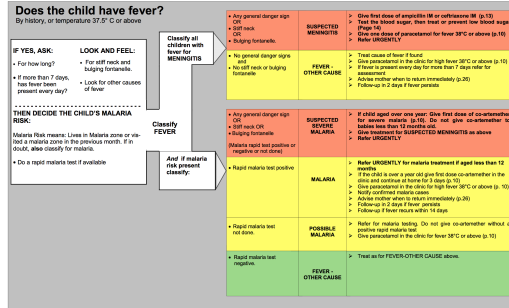 Does the child have fever?
By history, or temperature 37.5° C or above
IF YES, ASK:
• For how long?
• If more than 7 days,
has fever been
present every day?
LOOK AND FEEL:
• For stiff neck and
bulging fontanelle.
• Look for other causes
of fever
THEN DECIDE THE CHILD'S MALARIA
RISK:
Malaria Risk means: Lives in Malaria zone or vis-
ited a malaria zone in the previous month. If in
doubt, also classify for malaria.
• Do a rapid malaria test if available
Classify
FEVER
Classify all
children with
fever for
MENINGITIS
And if malaria
risk present
classify:
• Any general danger sign
OR
• Stiff neck
OR
• Bulging fontanelle.
SUSPECTED
MENINGITIS
➢ Give first dose of ampicillin IM or ceftriaxone IM (p.13)
➢ Test the blood sugar, then treat or prevent low blood sugar
(Page 14)
➢ Give one dose of paracetamol for fever 38°C or above (p.10)
➢ Refer URGENTLY
• No general danger signs
and
• No stiff neck or bulging
fontanelle
FEVER -
OTHER CAUSE
➢ Treat cause of fever if found
➢ Give paracetamol in the clinic for high fever 38°C or above (p. 10)
➢ If fever is present every day for more than 7 days refer for
assessment
➢ Advise mother when to return immediately (p.26)
➢ Follow-up in 2 days if fever persists
• Any general danger sign
OR
• Stiff neck OR
• Bulging fontanelle
(Malaria rapid test positive or
negative or not done)
SUSPECTED
SEVERE
MALARIA
➢ If child aged over one year: Give first dose of co-artemether
for severe malaria (p.10). Do not give co-artemether to
babies less than 12 months old.
➢ Give treatment for SUSPECTED MENINGITIS as above
➢ Refer URGENTLY
• Rapid malaria test positive
MALARIA
➢ Refer URGENTLY for malaria treatment if aged less than 12
months
➢ If the child is over a year old give first dose co-artemether in the
clinic and continue at home for 3 days (p.10)
➢ Give paracetamol in the clinic for high fever 38°C or above (p. 10)
➢ Notify confirmed malaria cases
➢ Advise mother when to return immediately (p.26)
➢ Follow-up in 2 days if fever persists
➢ Follow-up if fever recurs within 14 days
• Rapid malaria test
not done.
POSSIBLE
MALARIA
➢ Refer for malaria testing. Do not give co-artemether without a
positive rapid malaria test
➢ Give paracetamol in the clinic for fever 38°C or above (p.10)
• Rapid malaria test
negative.
FEVER -
OTHER CAUSE
➢ Treat as for FEVER-OTHER CAUSE above.